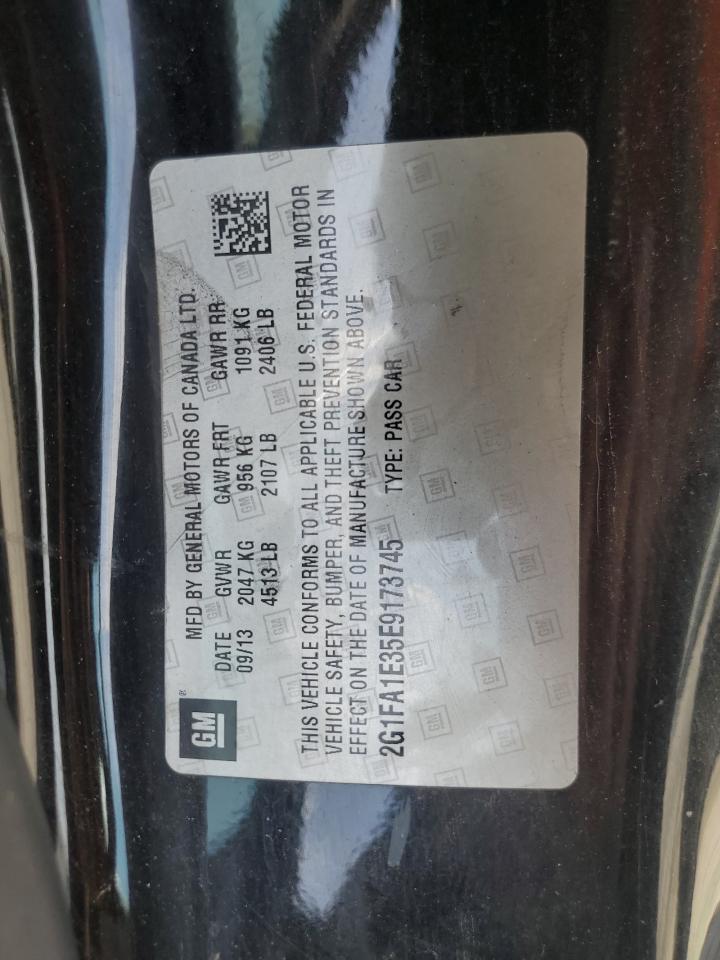 GM®
MFD BY GENERAL MOTORS OF CANADA LTD.
DATE GVWR GAWR FRT GAWR RR
09/13 2047 KG 956 KG 1091 KG
4513 LB 2107 LB 2406 LB
THIS VEHICLE CONFORMS TO ALL APPLICABLE U.S. FEDERAL MOTOR
VEHICLE SAFETY, BUMPER, AND THEFT PREVENTION STANDARDS IN
EFFECT ON THE DATE OF MANUFACTURE SHOWN ABOVE.
2G1FA1E35E9173745 TYPE: PASS CAR